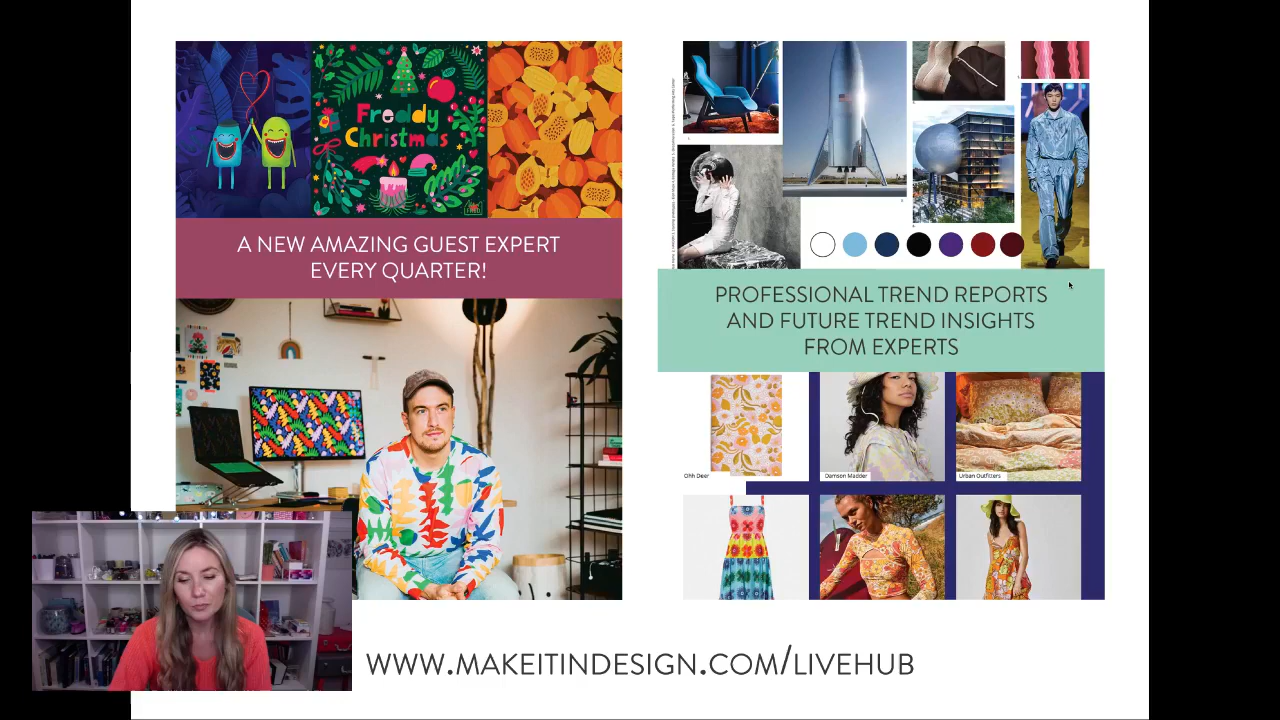 Freddy
Christmas
FRED
A NEW AMAZING GUEST EXPERT
EVERY QUARTER!
PROFESSIONAL TREND REPORTS
AND FUTURE TREND INSIGHTS
FROM EXPERTS
Ohh Deer
Damson Madder
Urban Outfitters
WWW.MAKEITINDESIGN.COM/LIVEHUB